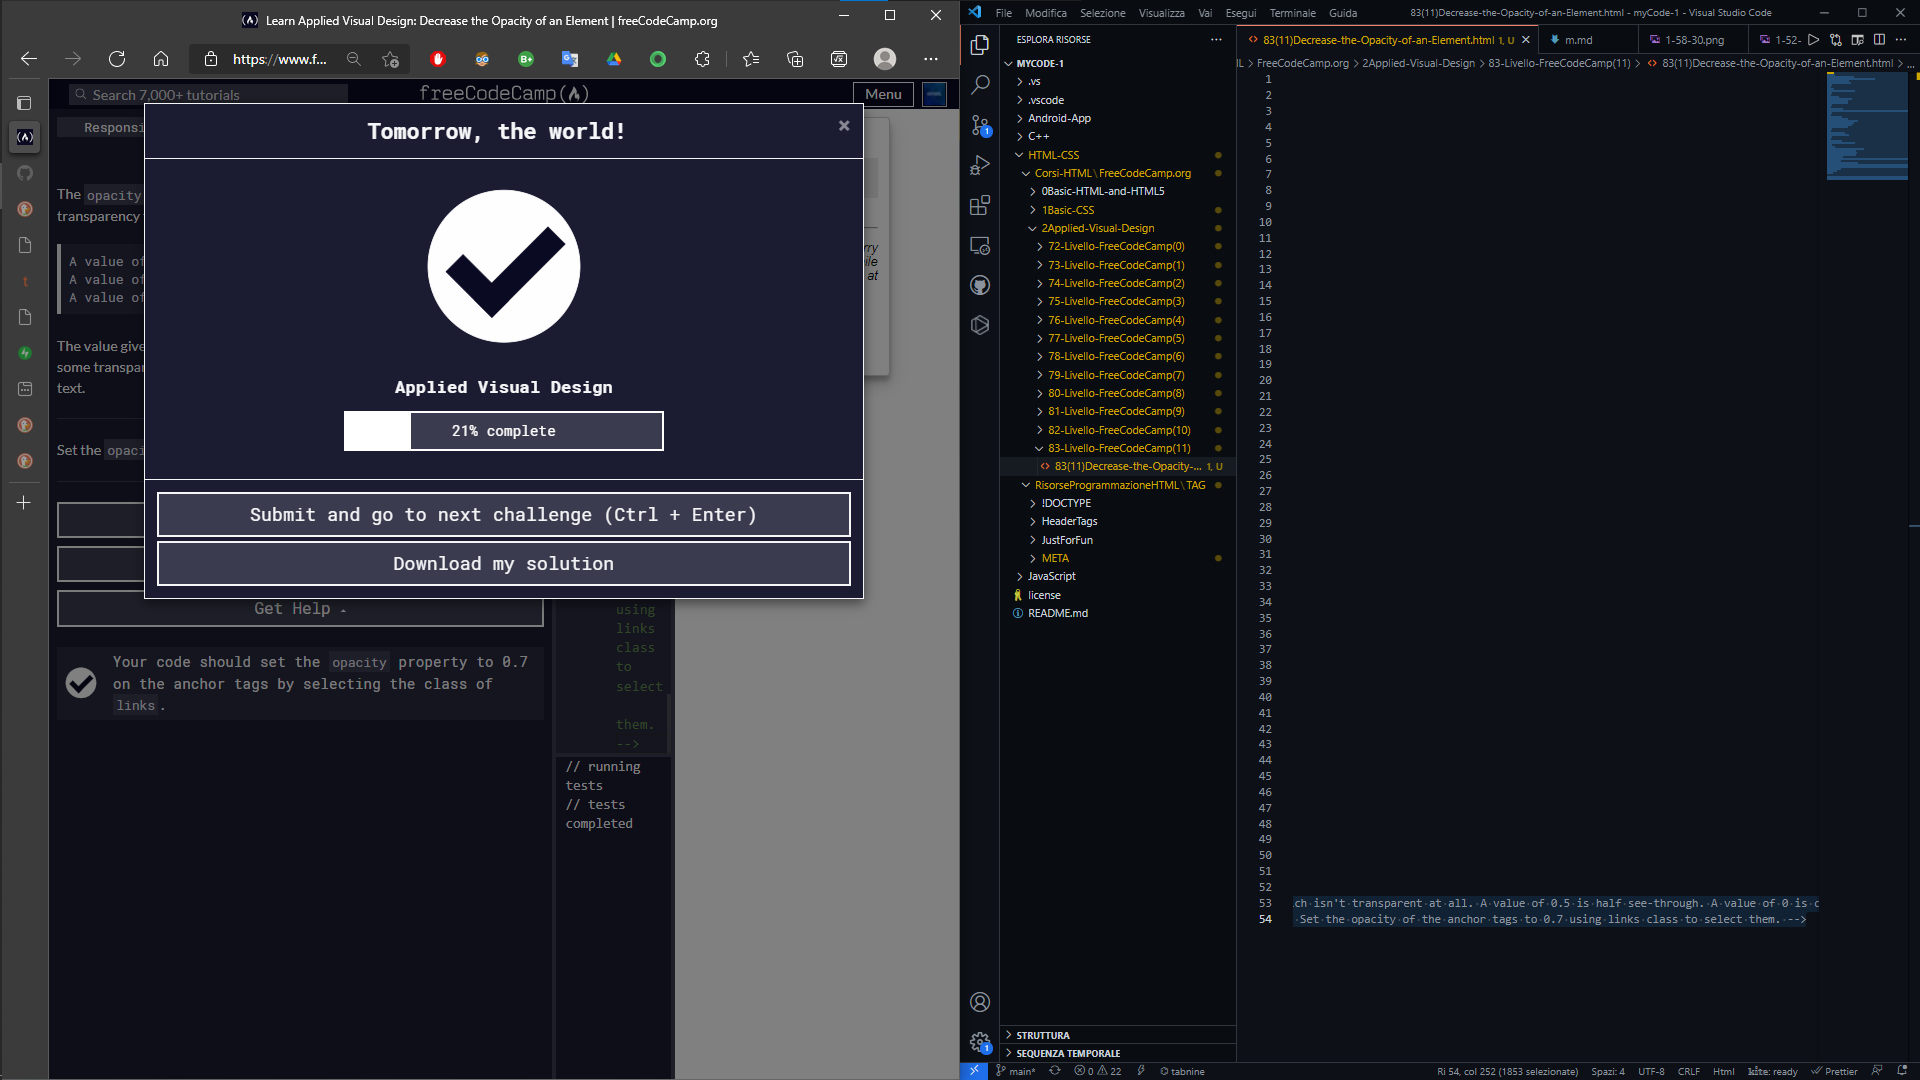 Learn Applied Visual Design: Decrease the Opacity of an Element | freeCodeCamp.org
https://www.f...
Search 7,000+ tutorials
freeCodeCamp(🔥)
Menu
Responsi
Tomorrow, the world!
×
The opacity
transparency
A value of
A value of
A value of
The value give
some transpar
text.
Set the opaci
Applied Visual Design
21% complete
Submit and go to next challenge (Ctrl + Enter)
Download my solution
Get Help
Your code should set the opacity property to 0.7
on the anchor tags by selecting the class of
links.
rry
ile
at
using
links
class
to
select
them.
-->
// running
tests
// tests
completed
File Modifica Selezione Visualizza Vai Esegui Terminale Guida
83(11)Decrease-the-Opacity-of-an-Element.html - myCode-1 - Visual Studio Code
ESPLORA RISORSE
83(11)Decrease-the-Opacity-of-an-Element.html 1, U
m.md
1-58-30.png
1-52-
IL > FreeCodeCamp.org > 2Applied-Visual-Design > 83-Livello-FreeCodeCamp(11) > 83(11)Decrease-the-Opacity-of-an-Element.html > ...
MYCODE-1
.vs
.vscode
Android-App
C++
HTML-CSS
Corsi-HTML\FreeCodeCamp.org
0Basic-HTML-and-HTML5
1Basic-CSS
2Applied-Visual-Design
72-Livello-FreeCodeCamp(0)
73-Livello-FreeCodeCamp(1)
74-Livello-FreeCodeCamp(2)
75-Livello-FreeCodeCamp(3)
76-Livello-FreeCodeCamp(4)
77-Livello-FreeCodeCamp(5)
78-Livello-FreeCodeCamp(6)
79-Livello-FreeCodeCamp(7)
80-Livello-FreeCodeCamp(8)
81-Livello-FreeCodeCamp(9)
82-Livello-FreeCodeCamp(10)
83-Livello-FreeCodeCamp(11)
83(11)Decrease-the-Opacity-... 1, U
RisorseProgrammazioneHTML\TAG
!DOCTYPE
HeaderTags
JustForFun
META
JavaScript
license
README.md
STRUTTURA
SEQUENZA TEMPORALE
1
2
3
4
5
6
7
8
9
10
11
12
13
14
15
16
17
18
19
20
21
22
23
24
25
26
27
28
29
30
31
32
33
34
35
36
37
38
39
40
41
42
43
44
45
46
47
48
49
50
51
52
53 ch isn't transparent at all. A value of 0.5 is half see-through. A value of 0 is c
54 Set the opacity of the anchor tags to 0.7 using links class to select them. -->
main* 0 22 tabnine
Ri 54, col 252 (1853 selezionate) Spazi: 4 UTF-8 CRLF Html kite: ready Prettier